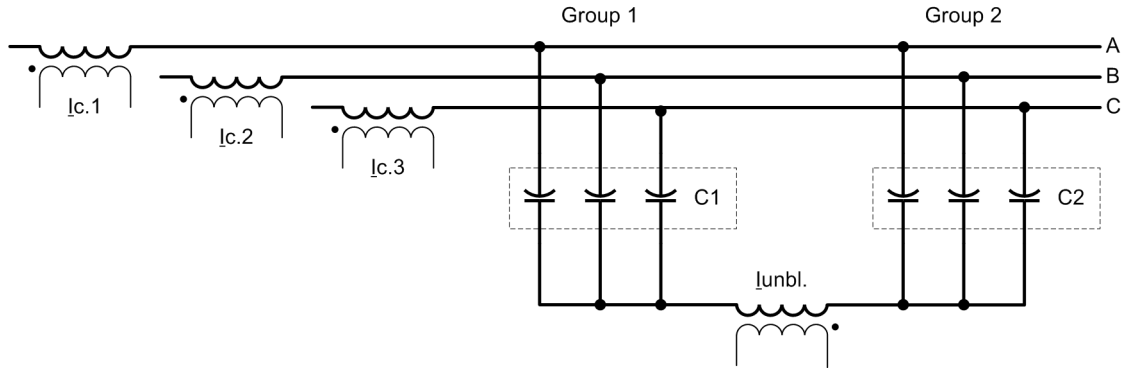 Group 1
Group 2
A
B
C
Ic.1
Ic.2
Ic.3
C1
C2
Iunbl.